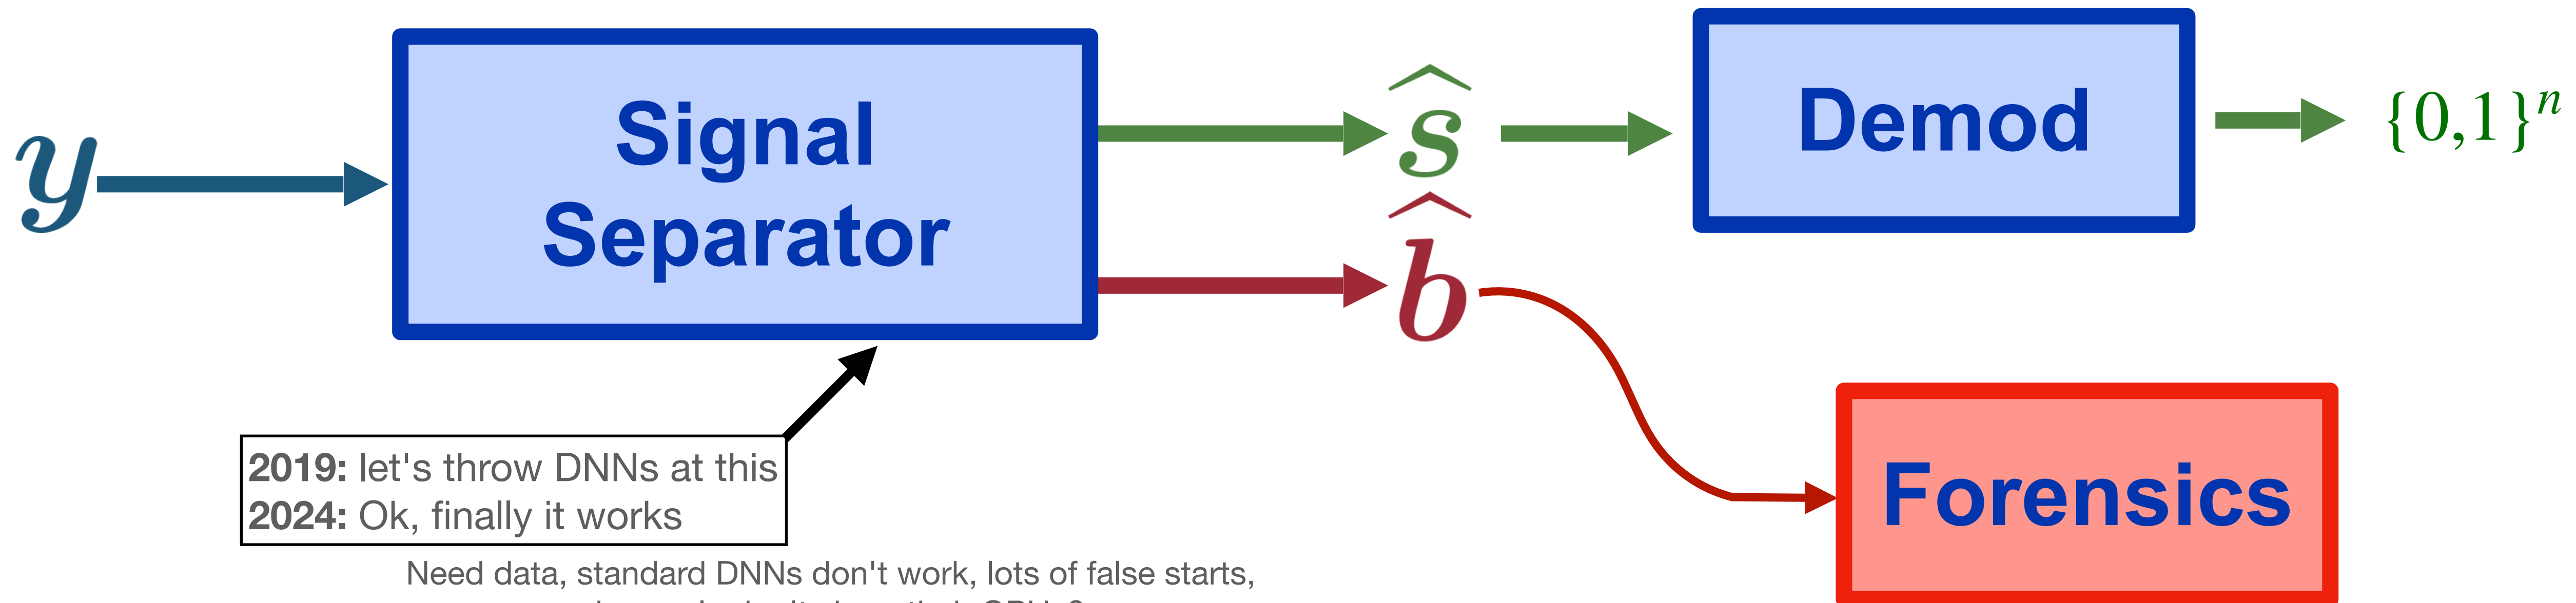 y
Signal
Separator
ŝ
b̂
Demod
{0,1}ⁿ
Forensics
2019: let's throw DNNs at this
2024: Ok, finally it works
Need data, standard DNNs don't work, lots of false starts,